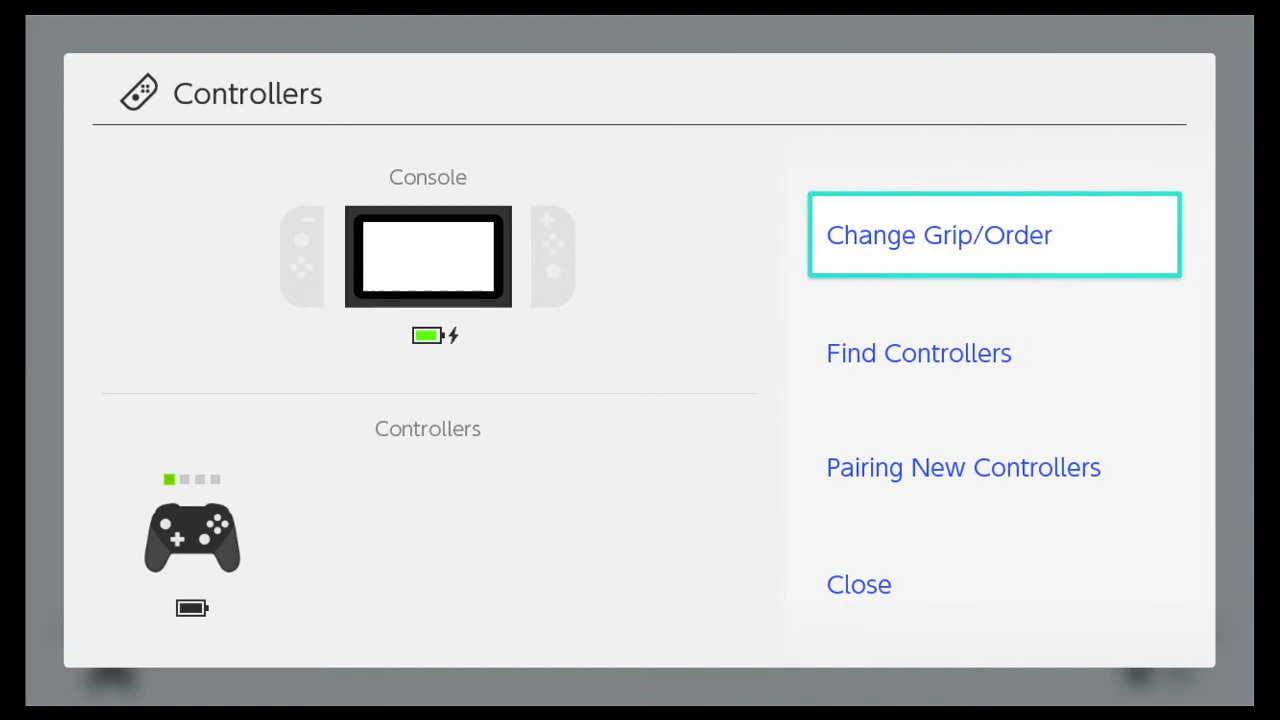 Controllers
Console
Change Grip/Order
Find Controllers
Controllers
Pairing New Controllers
Close